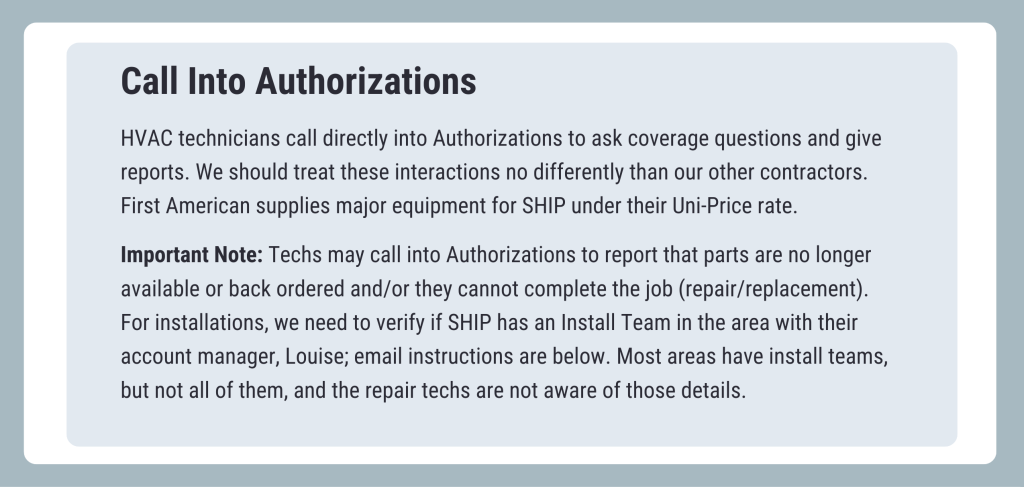 Call Into Authorizations
HVAC technicians call directly into Authorizations to ask coverage questions and give
reports. We should treat these interactions no differently than our other contractors.
First American supplies major equipment for SHIP under their Uni-Price rate.
Important Note: Techs may call into Authorizations to report that parts are no longer
available or back ordered and/or they cannot complete the job (repair/replacement).
For installations, we need to verify if SHIP has an Install Team in the area with their
account manager, Louise; email instructions are below. Most areas have install teams,
but not all of them, and the repair techs are not aware of those details.